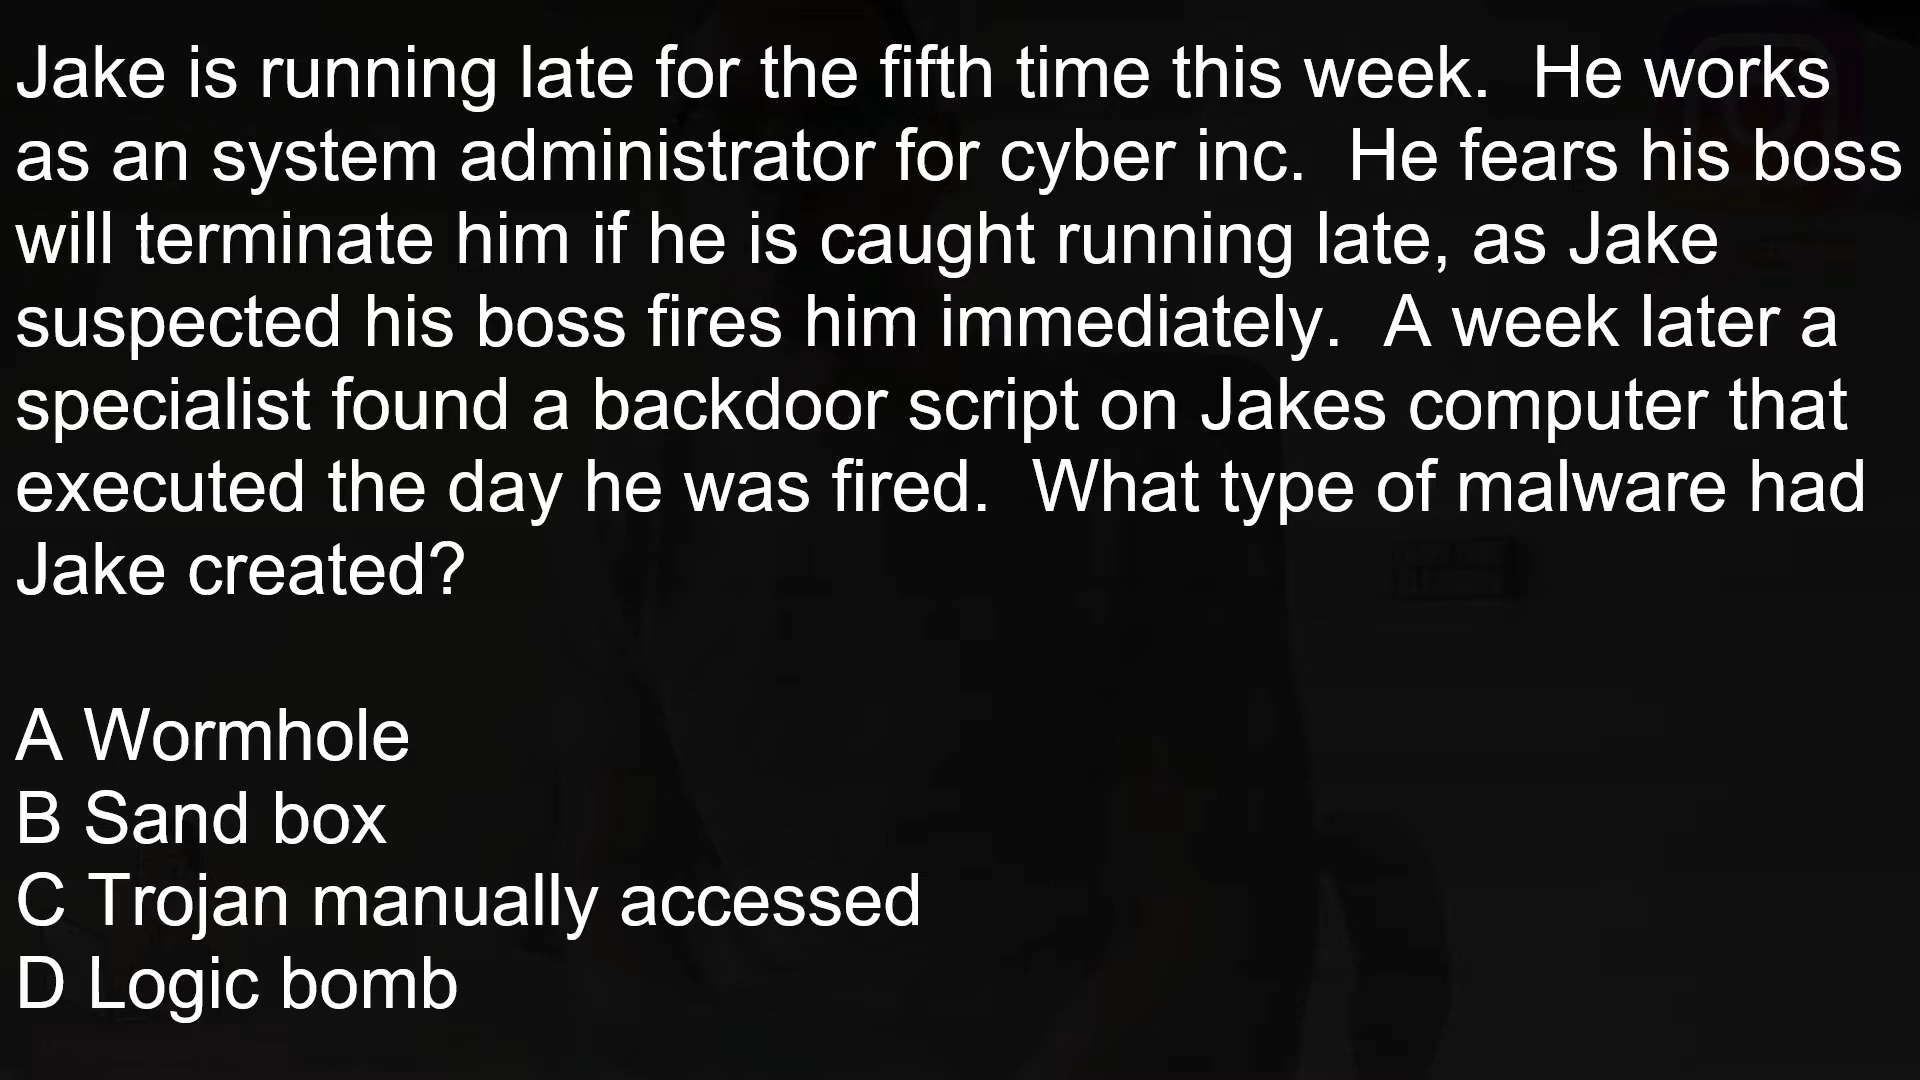 Jake is running late for the fifth time this week.  He works
as an system administrator for cyber inc.  He fears his boss
will terminate him if he is caught running late, as Jake
suspected his boss fires him immediately.  A week later a
specialist found a backdoor script on Jakes computer that
executed the day he was fired.  What type of malware had
Jake created?
A Wormhole
B Sand box
C Trojan manually accessed
D Logic bomb